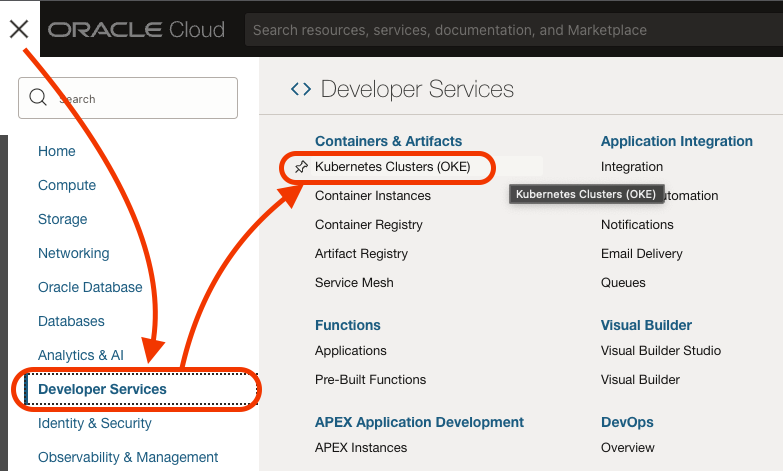 ORACLE Cloud
Search resources, services, documentation, and Marketplace
Search
Home
Compute
Storage
Networking
Oracle Database
Databases
Analytics & AI
Developer Services
Identity & Security
Observability & Management
Developer Services
Containers & Artifacts
Kubernetes Clusters (OKE)
Container Instances
Container Registry
Artifact Registry
Service Mesh
Functions
Applications
Pre-Built Functions
APEX Application Development
APEX Instances
Application Integration
Integration
Kubernetes Clusters (OKE)
utomation
Notifications
Email Delivery
Queues
Visual Builder
Visual Builder Studio
Visual Builder
DevOps
Overview